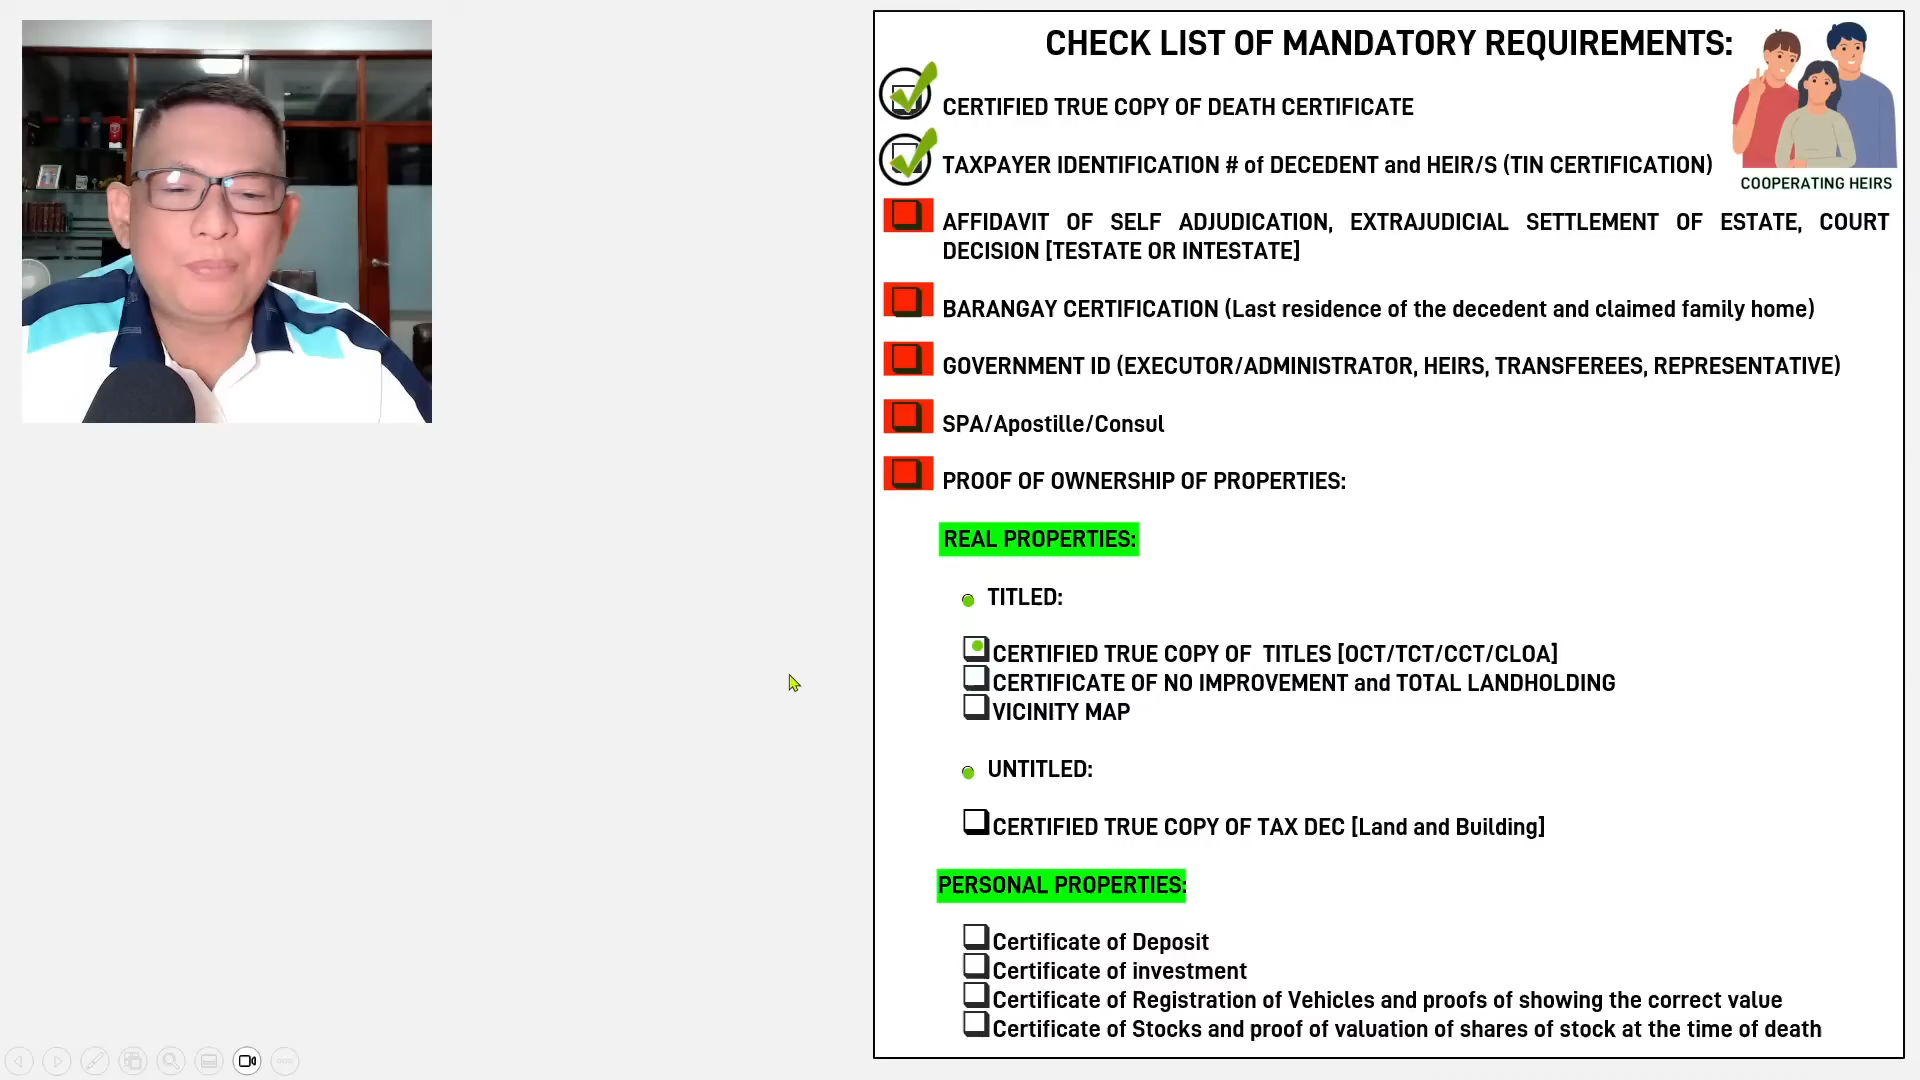 CHECK LIST OF MANDATORY REQUIREMENTS:
CERTIFIED TRUE COPY OF DEATH CERTIFICATE
TAXPAYER IDENTIFICATION # of DECEDENT and HEIR/S (TIN CERTIFICATION)
COOPERATING HEIRS
AFFIDAVIT OF SELF ADJUDICATION, EXTRAJUDICIAL SETTLEMENT OF ESTATE, COURT
DECISION [TESTATE OR INTESTATE]
BARANGAY CERTIFICATION (Last residence of the decedent and claimed family home)
GOVERNMENT ID (EXECUTOR/ADMINISTRATOR, HEIRS, TRANSFEREES, REPRESENTATIVE)
SPA/Apostille/Consul
PROOF OF OWNERSHIP OF PROPERTIES:
REAL PROPERTIES:
TITLED:
CERTIFIED TRUE COPY OF TITLES [OCT/TCT/CCT/CLOA]
CERTIFICATE OF NO IMPROVEMENT and TOTAL LANDHOLDING
VICINITY MAP
UNTITLED:
CERTIFIED TRUE COPY OF TAX DEC [Land and Building]
PERSONAL PROPERTIES:
Certificate of Deposit
Certificate of investment
Certificate of Registration of Vehicles and proofs of showing the correct value
Certificate of Stocks and proof of valuation of shares of stock at the time of death